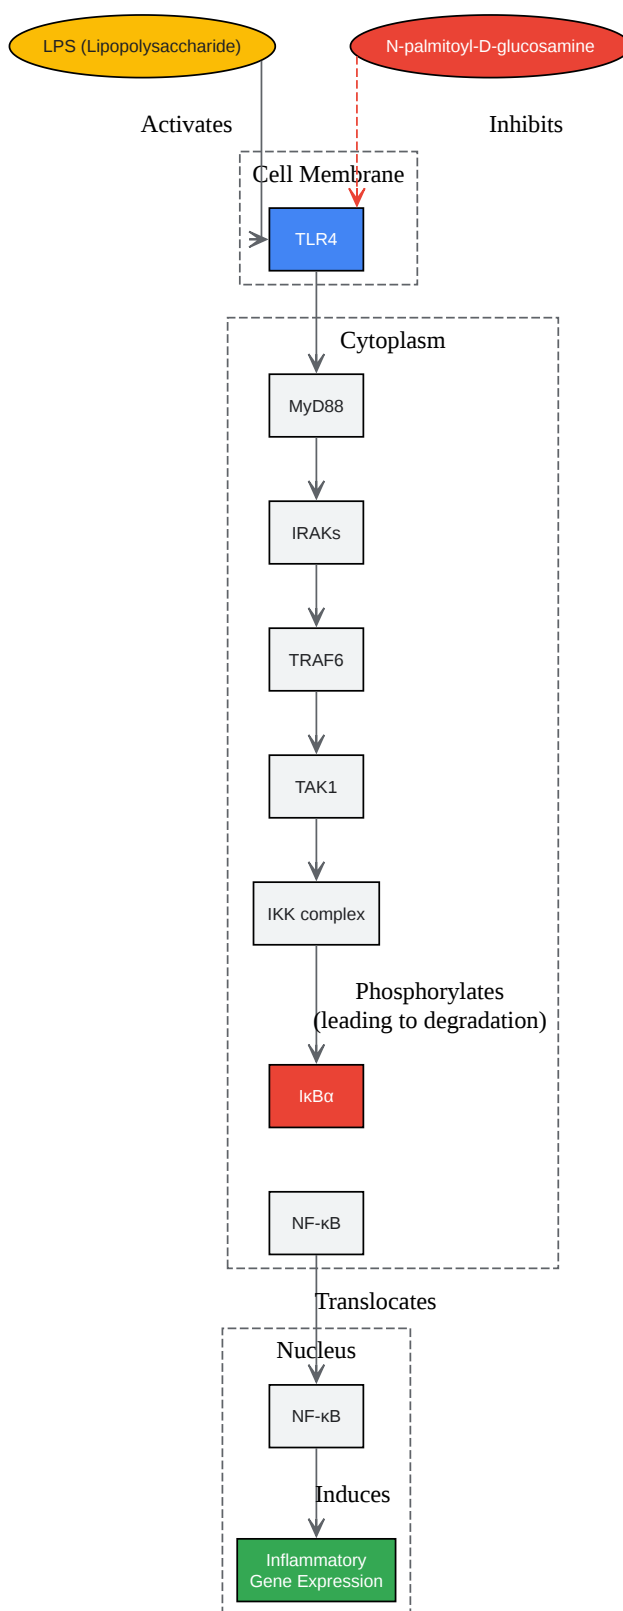 LPS (Lipopolysaccharide)
N-palmitoyl-D-glucosamine
Activates
Inhibits
Cell Membrane
TLR4
Cytoplasm
MyD88
IRAKs
TRAF6
TAK1
IKK complex
Phosphorylates
(leading to degradation)
IκBα
NF-κB
Translocates
Nucleus
NF-κB
Induces
Inflammatory
Gene Expression